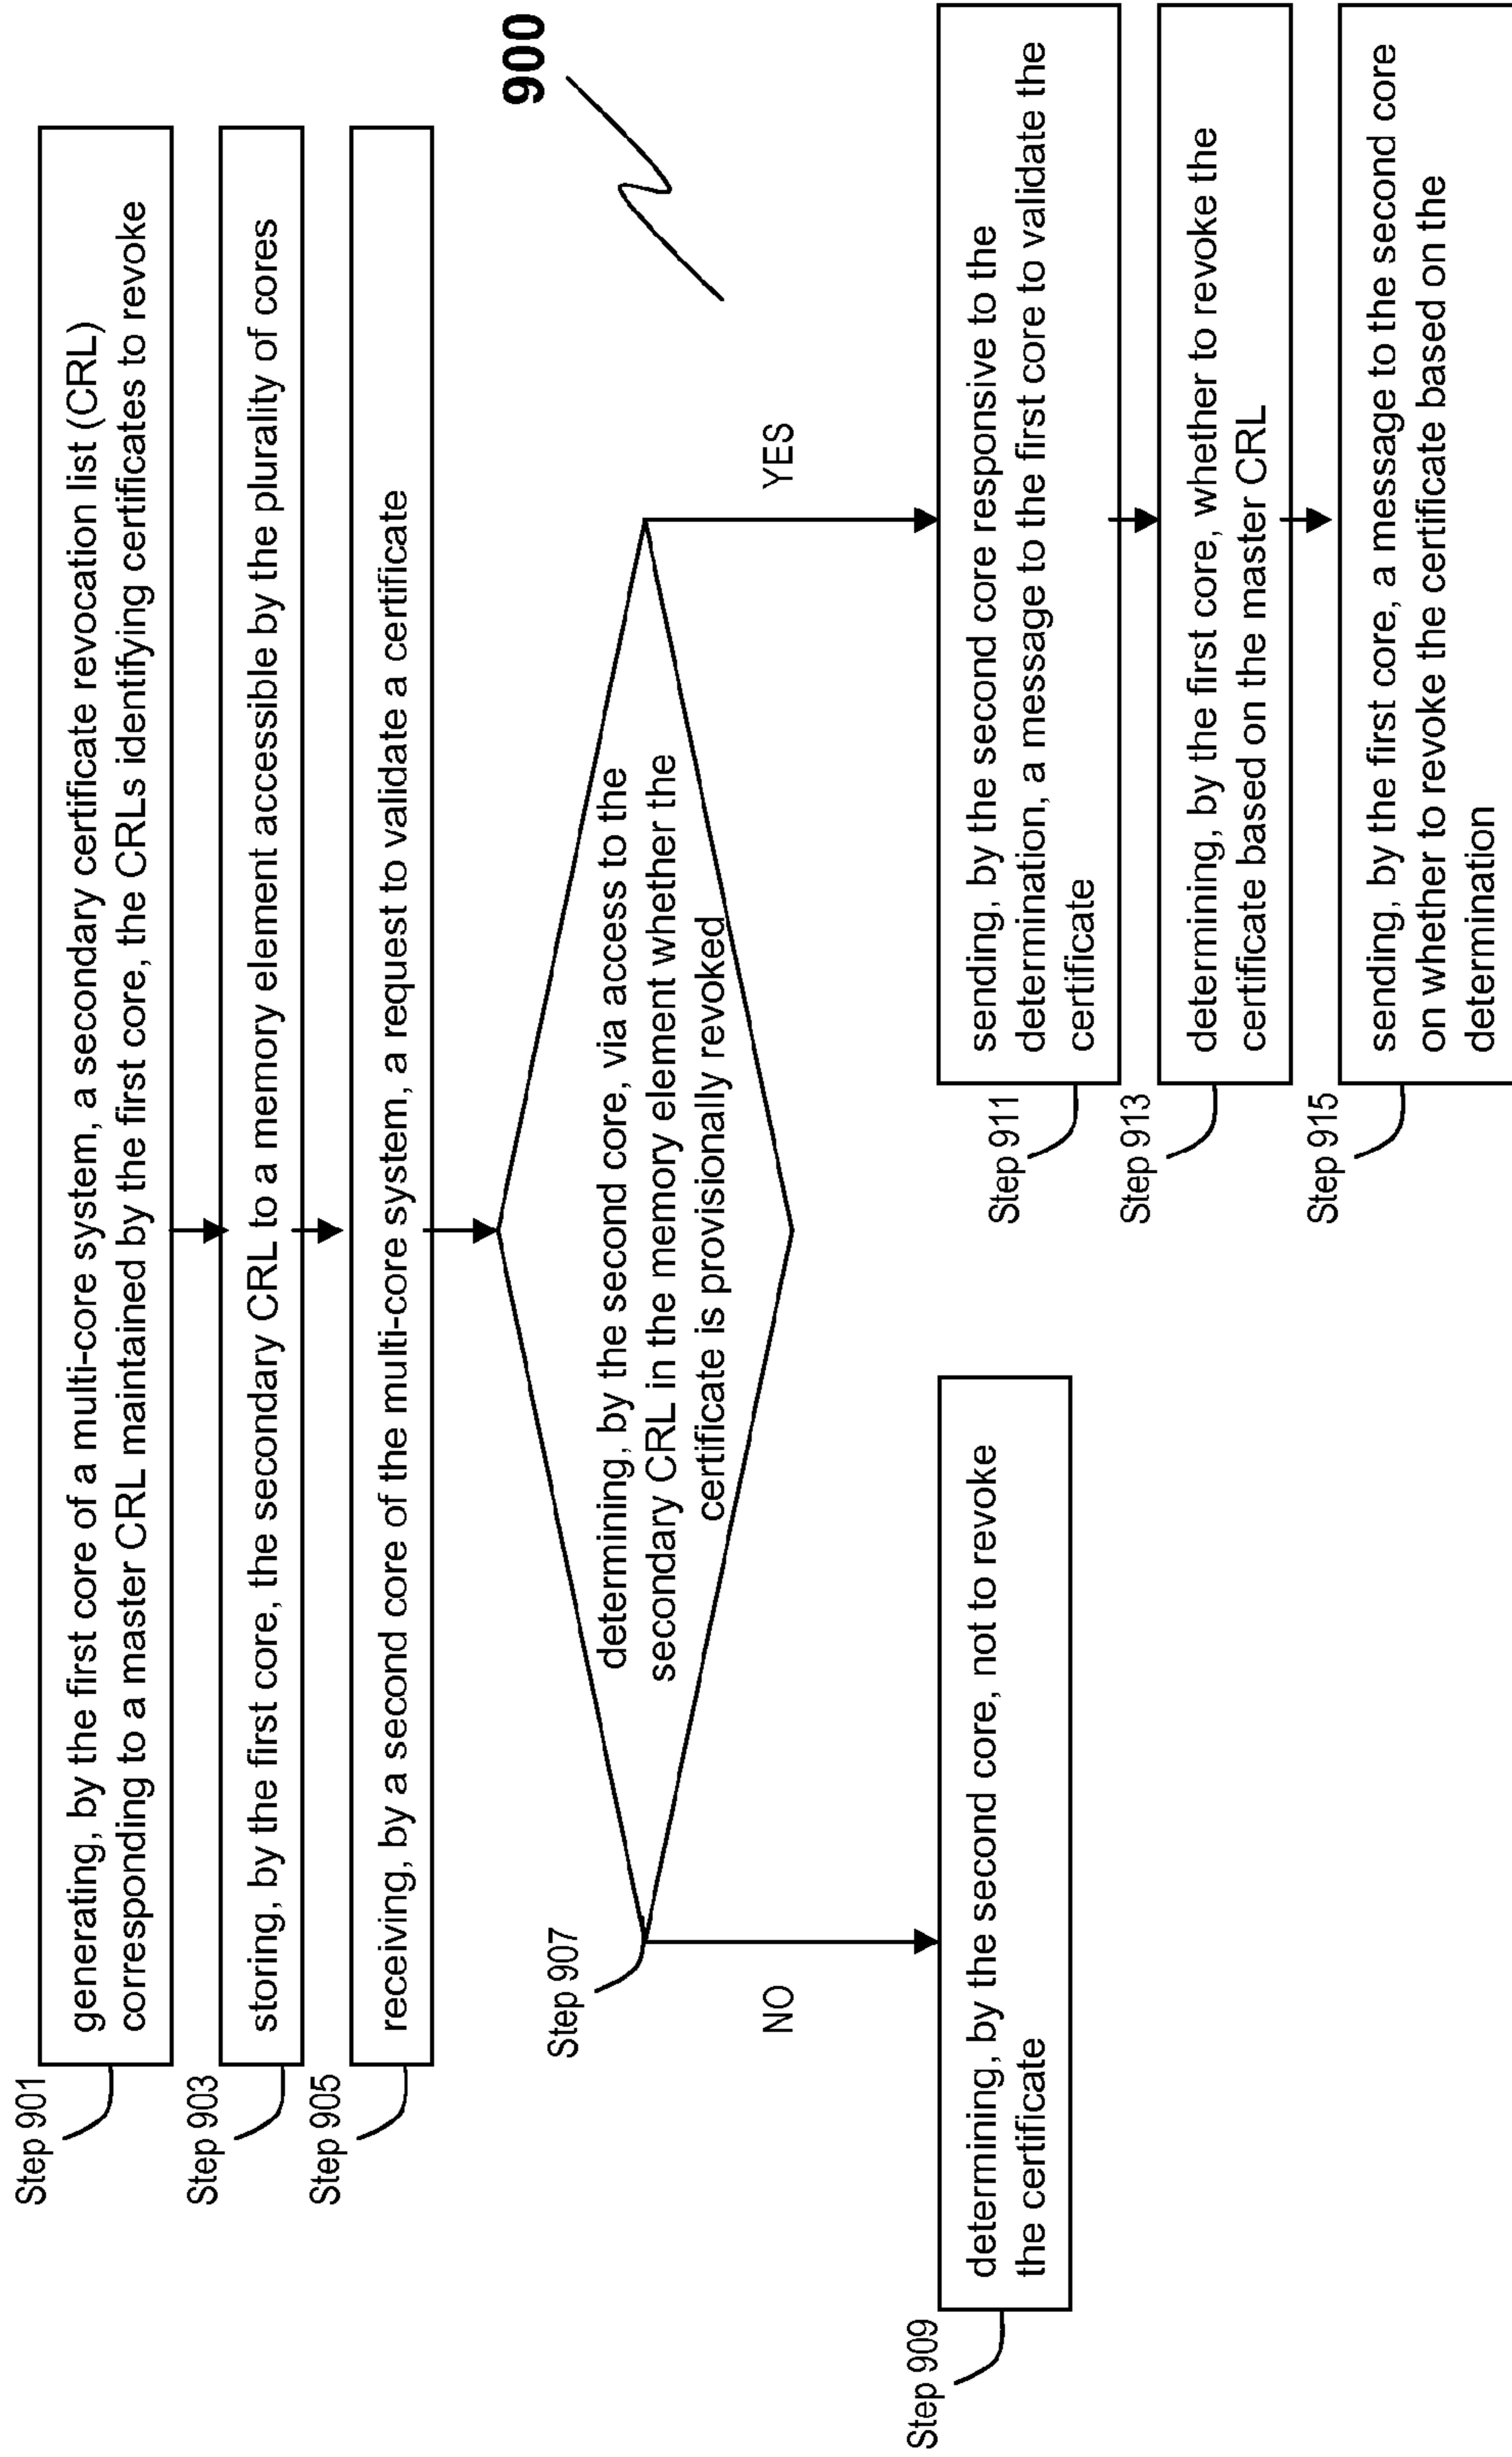 900
Step 901
generating, by the first core of a multi-core system, a secondary certificate revocation list (CRL)
corresponding to a master CRL maintained by the first core, the CRLs identifying certificates to revoke
Step 903
storing, by the first core, the secondary CRL to a memory element accessible by the plurality of cores
Step 905
receiving, by a second core of the multi-core system, a request to validate a certificate
Step 907
determining, by the second core, via access to the
secondary CRL in the memory element whether the
certificate is provisionally revoked
NO
YES
Step 909
determining, by the second core, not to revoke
the certificate
Step 911
sending, by the second core responsive to the
determination, a message to the first core to validate the
certificate
Step 913
determining, by the first core, whether to revoke the
certificate based on the master CRL
Step 915
sending, by the first core, a message to the second core
on whether to revoke the certificate based on the
determination